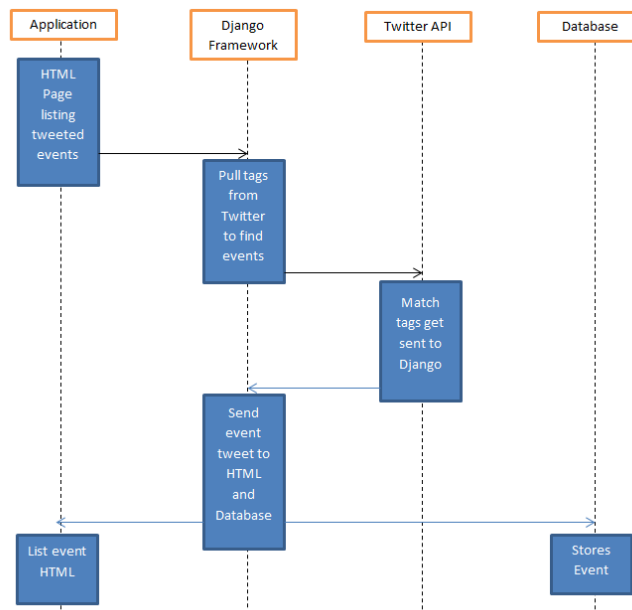 Application
Django
Framework
Twitter API
Database
HTML
Page
listing
tweeted
events
Pull tags
from
Twitter
to find
events
Match
tags get
sent to
Django
Send
event
tweet to
HTML
and
Database
List event
HTML
Stores
Event